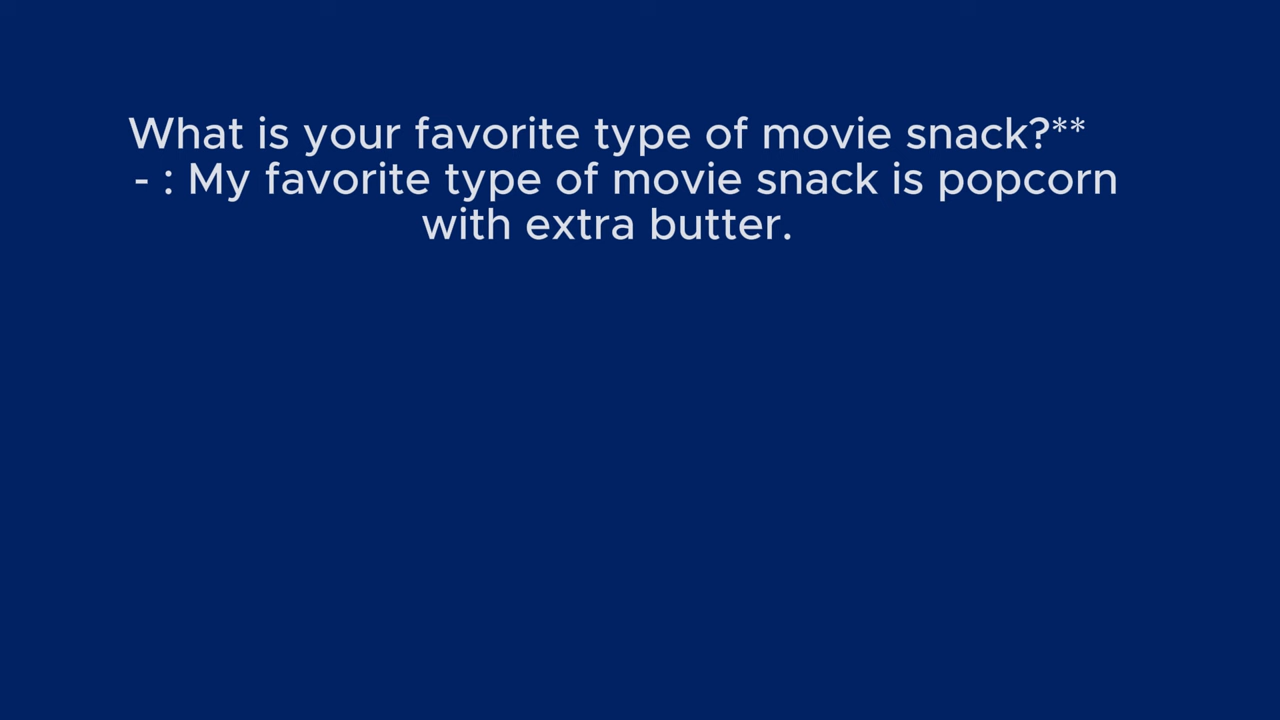 What is your favorite type of movie snack?**
- : My favorite type of movie snack is popcorn
with extra butter.